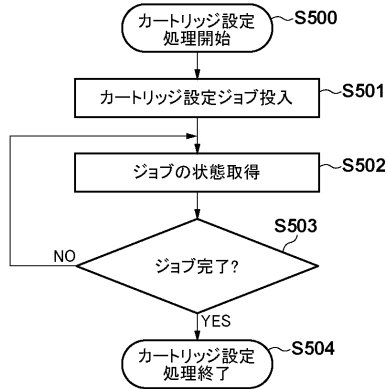 カートリッジ設定
処理開始
S500
カートリッジ設定ジョブ投入
S501
ジョブの状態取得
S502
S503
ジョブ完了?
NO
YES
カートリッジ設定
処理終了
S504